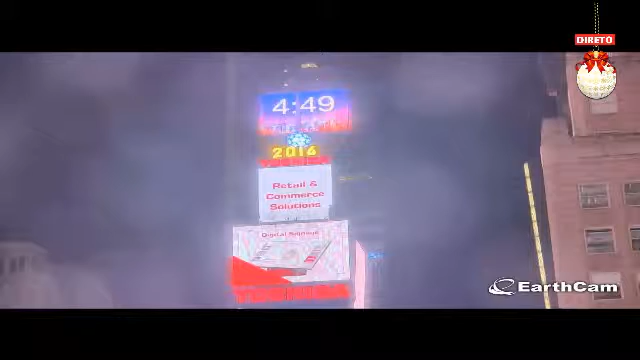 DIRETO
4:49
2016
Retail &
Commerce
Solutions
Digital Signage
EarthCam